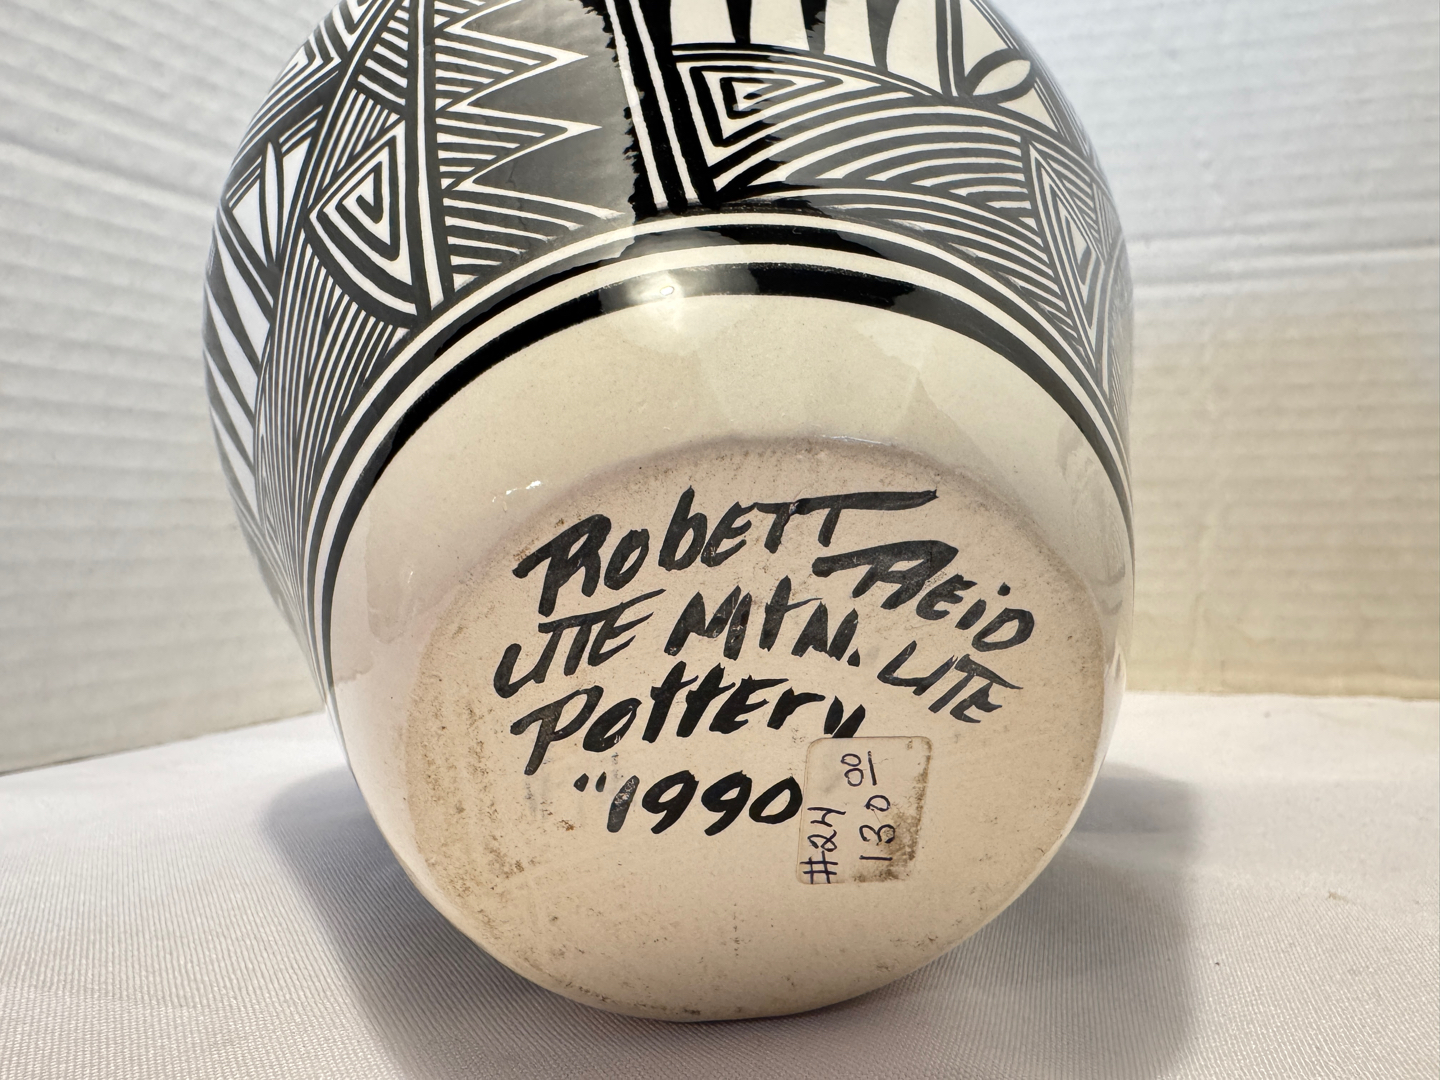 RobeTT REiD
UTE Mtn. UTE
PottEry
"1990
#24
130 00